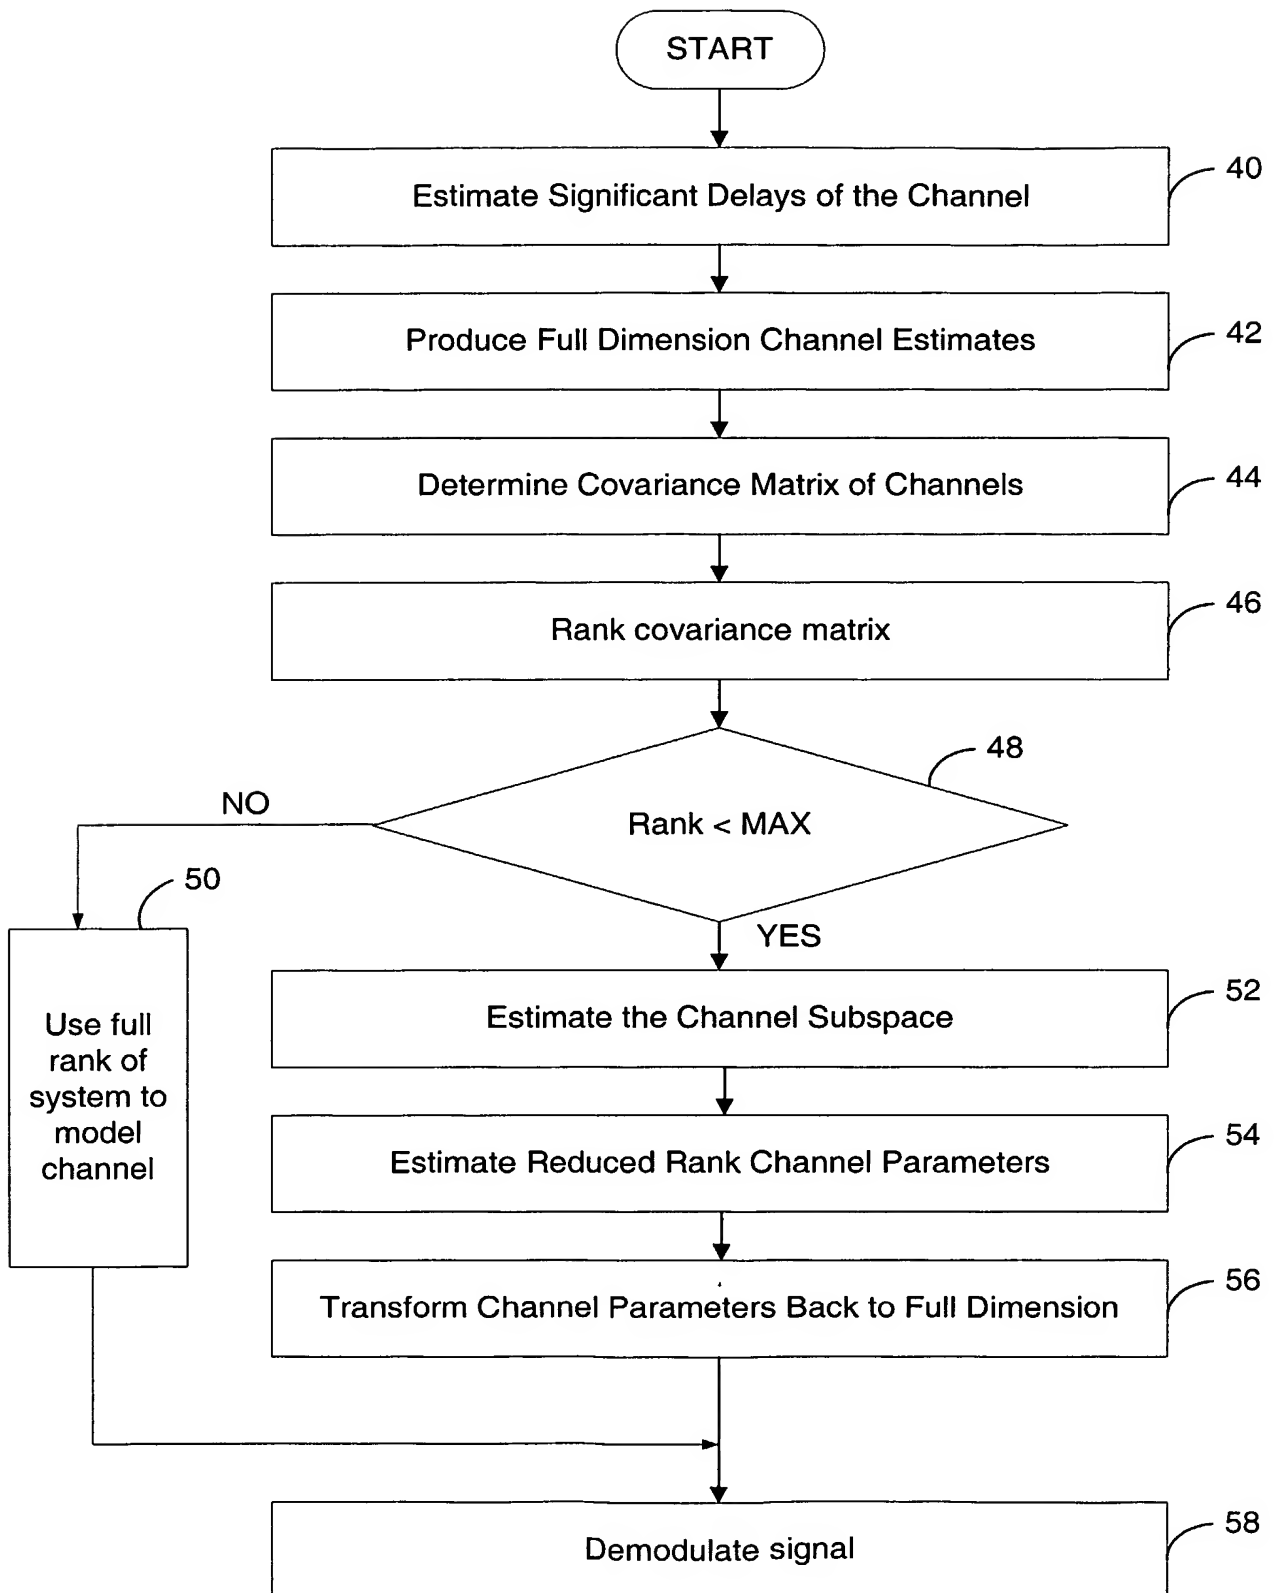 START
Estimate Significant Delays of the Channel
40
Produce Full Dimension Channel Estimates
42
Determine Covariance Matrix of Channels
44
Rank covariance matrix
46
48
Rank < MAX
NO
YES
50
Use full
rank of
system to
model
channel
Estimate the Channel Subspace
52
Estimate Reduced Rank Channel Parameters
54
Transform Channel Parameters Back to Full Dimension
56
Demodulate signal
58